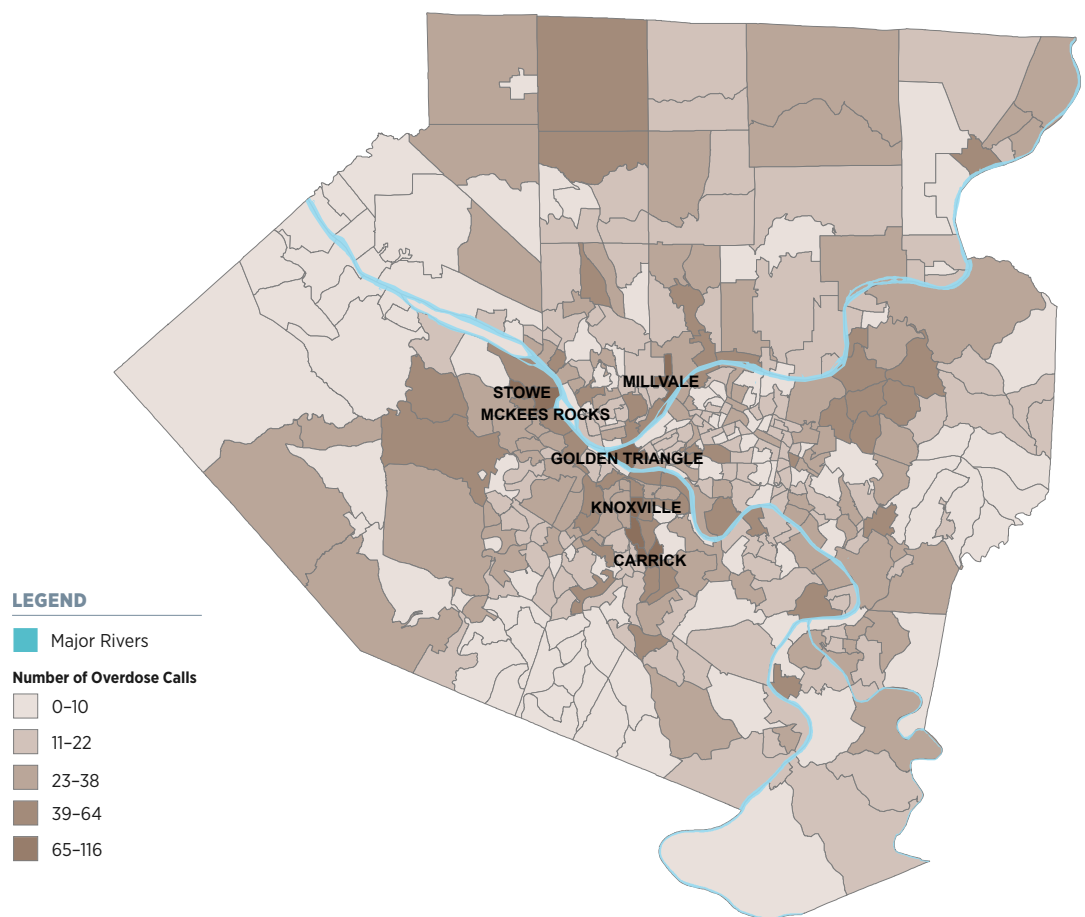 STOWE
MILLVALE
MCKEES ROCKS
GOLDEN TRIANGLE
KNOXVILLE
CARRICK
LEGEND
Major Rivers
Number of Overdose Calls
0–10
11–22
23–38
39–64
65–116